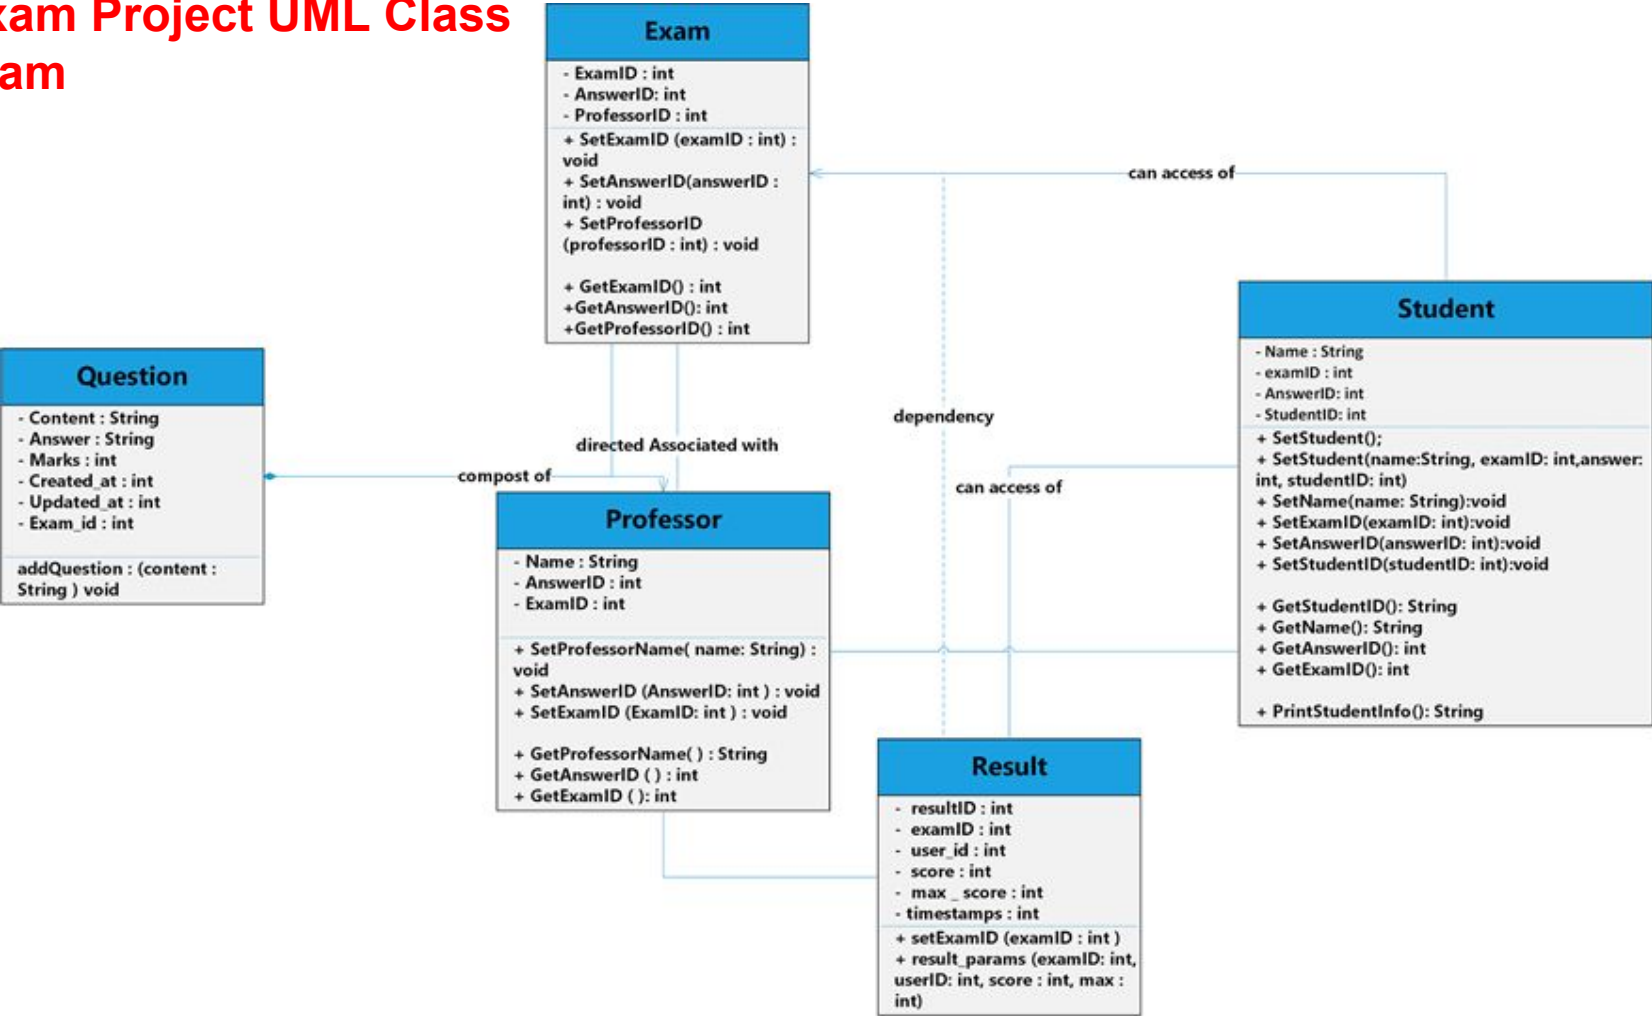 xam Project UML Class
am
Exam
- ExamID : int
- AnswerID: int
- ProfessorID : int
+ SetExamID (examID : int) :
void
+ SetAnswerID(answerID :
int) : void
+ SetProfessorID
(professorID : int) : void
+ GetExamID() : int
+GetAnswerID(): int
+GetProfessorID() : int
can access of
Student
- Name : String
- examID : int
- AnswerID: int
- StudentID: int
+ SetStudent();
+ SetStudent(name:String, examID: int,answer:
int, studentID: int)
+ SetName(name: String):void
+ SetExamID(examID: int):void
+ SetAnswerID(answerID: int):void
+ SetStudentID(studentID: int):void
+ GetStudentID(): String
+ GetName(): String
+ GetAnswerID(): int
+ GetExamID(): int
+ PrintStudentInfo(): String
Question
- Content : String
- Answer : String
- Marks : int
- Created_at : int
- Updated_at : int
- Exam_id : int
addQuestion : (content :
String ) void
directed Associated with
compost of
dependency
can access of
Professor
- Name : String
- AnswerID : int
- ExamID : int
+ SetProfessorName( name: String) :
void
+ SetAnswerID (AnswerID: int ) : void
+ SetExamID (ExamID: int ) : void
+ GetProfessorName( ) : String
+ GetAnswerID ( ) : int
+ GetExamID ( ): int
Result
- resultID : int
- examID : int
- user_id : int
- score : int
- max _ score : int
- timestamps : int
+ setExamID (examID : int )
+ result_params (examID: int,
userID: int, score : int, max :
int)